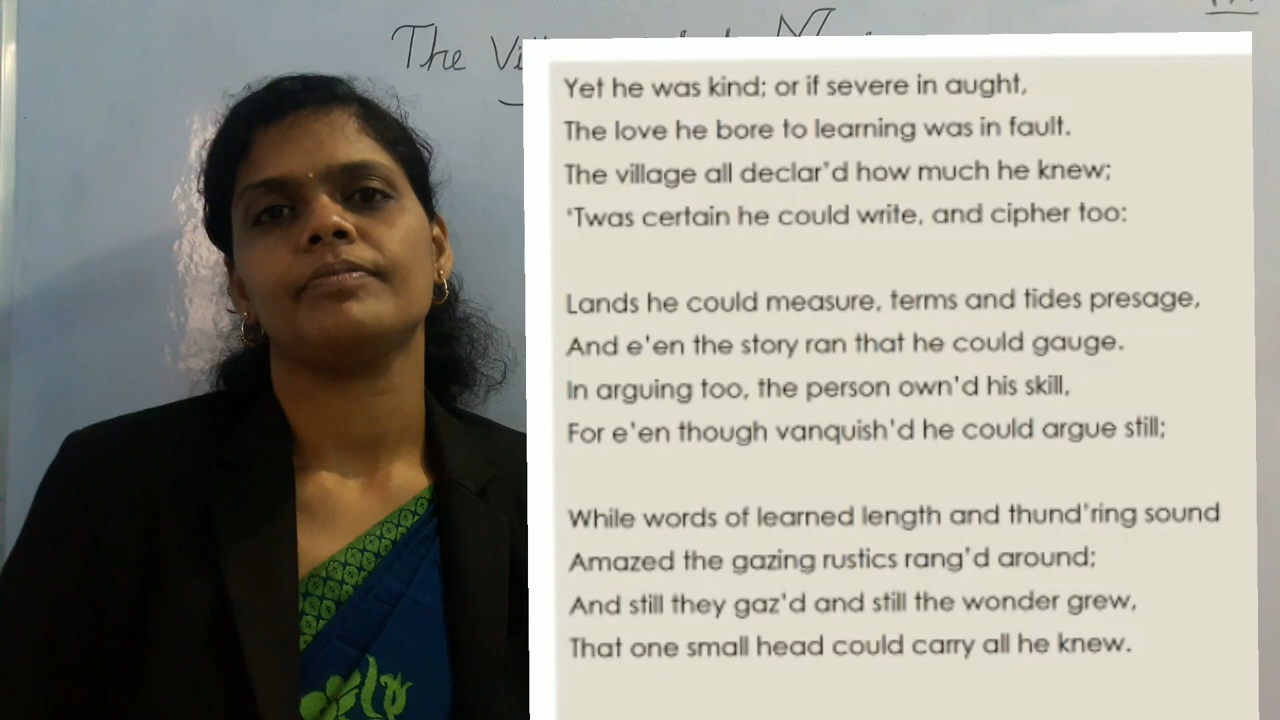 The
Yet he was kind; or if severe in aught,
The love he bore to learning was in fault.
The village all declar'd how much he knew;
'Twas certain he could write, and cipher too:
Lands he could measure, terms and tides presage,
And e'en the story ran that he could gauge.
In arguing too, the person own'd his skill,
For e'en though vanquish'd he could argue still;
While words of learned length and thund'ring sound
Amazed the gazing rustics rang'd around;
And still they gaz'd and still the wonder grew,
That one small head could carry all he knew.